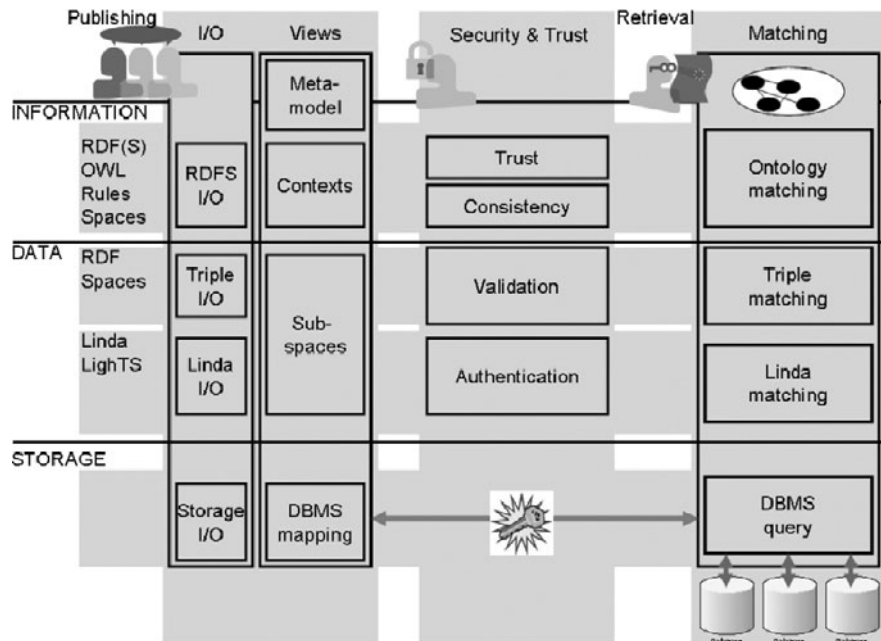 Publishing
I/O
Views
Security & Trust
Retrieval
Matching
Meta-
model
INFORMATION
RDF(S)
OWL
Rules
Spaces
RDFS
I/O
Contexts
Trust
Consistency
Ontology
matching
DATA
RDF
Spaces
Triple
I/O
Sub-
spaces
Validation
Triple
matching
Linda
LighTS
Linda
I/O
Authentication
Linda
matching
STORAGE
Storage
I/O
DBMS
mapping
DBMS
query